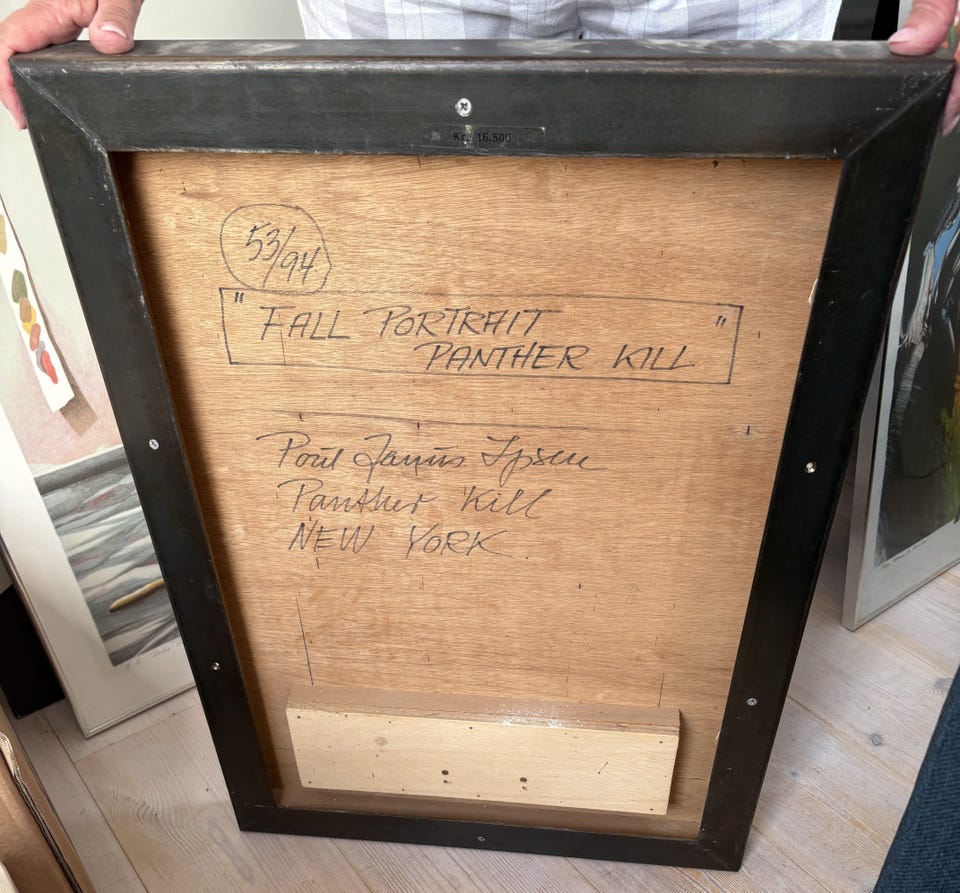 Kr. 16.500
53/94
" FALL PORTRAIT "
PANTHER KILL
Poul Janus Ipsen
Panther Kill
NEW YORK.